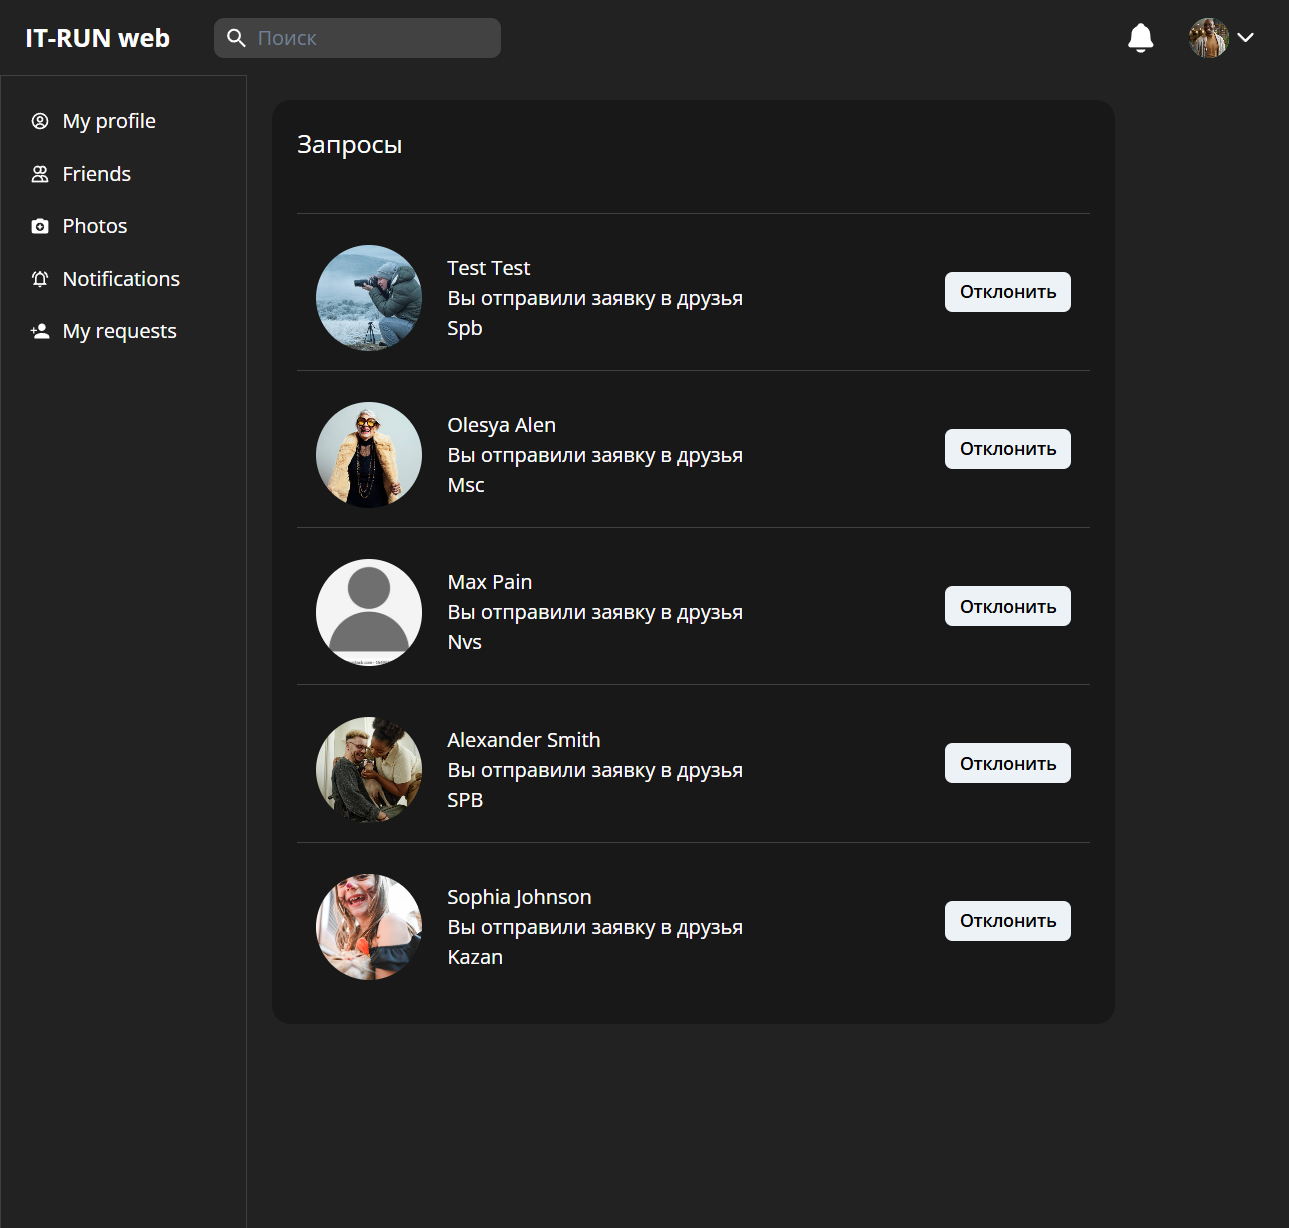 IT-RUN web
Поиск
My profile
Friends
Photos
Notifications
My requests
Запросы
Test Test
Вы отправили заявку в друзья
Spb
Отклонить
Olesya Alen
Вы отправили заявку в друзья
Msc
Отклонить
Max Pain
Вы отправили заявку в друзья
Nvs
Отклонить
Alexander Smith
Вы отправили заявку в друзья
SPB
Отклонить
Sophia Johnson
Вы отправили заявку в друзья
Kazan
Отклонить